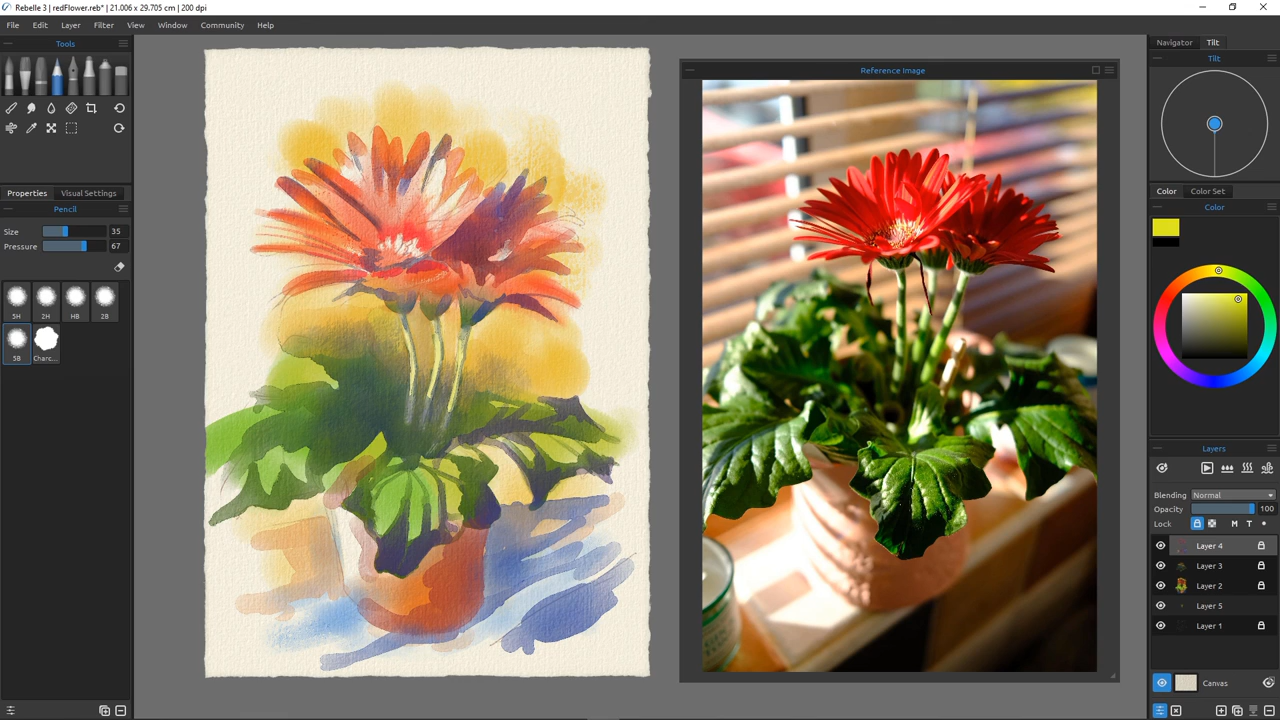 Rebelle 3 | redFlower.reb* | 21.006 x 29.705 cm | 200 dpi
File Edit Layer Filter View Window Community Help
Tools
Properties Visual Settings
Pencil
Size 35
Pressure 67
5H 2H HB 2B
5B Charc...
Reference Image
Navigator Tilt
Tilt
Color Color Set
Color
Layers
Blending Normal
Opacity 100
Lock M T
Layer 4
Layer 3
Layer 2
Layer 5
Layer 1
Canvas